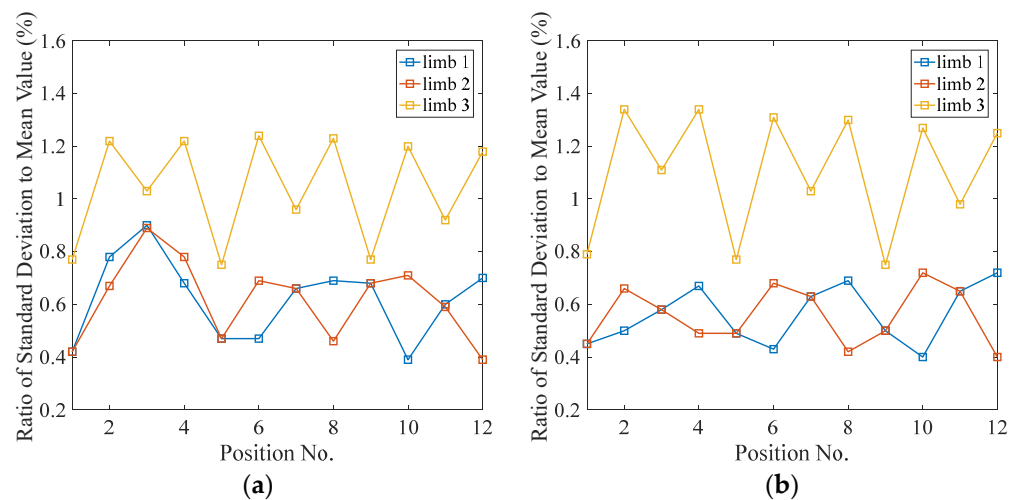 Ratio of Standard Deviation to Mean Value (%)
1.6
1.4
1.2
1
0.8
0.6
0.4
0.2
limb 1
limb 2
limb 3
2 4 6 8 10 12
Position No.
(a)
Ratio of Standard Deviation to Mean Value (%)
1.6
1.4
1.2
1
0.8
0.6
0.4
0.2
limb 1
limb 2
limb 3
2 4 6 8 10 12
Position No.
(b)